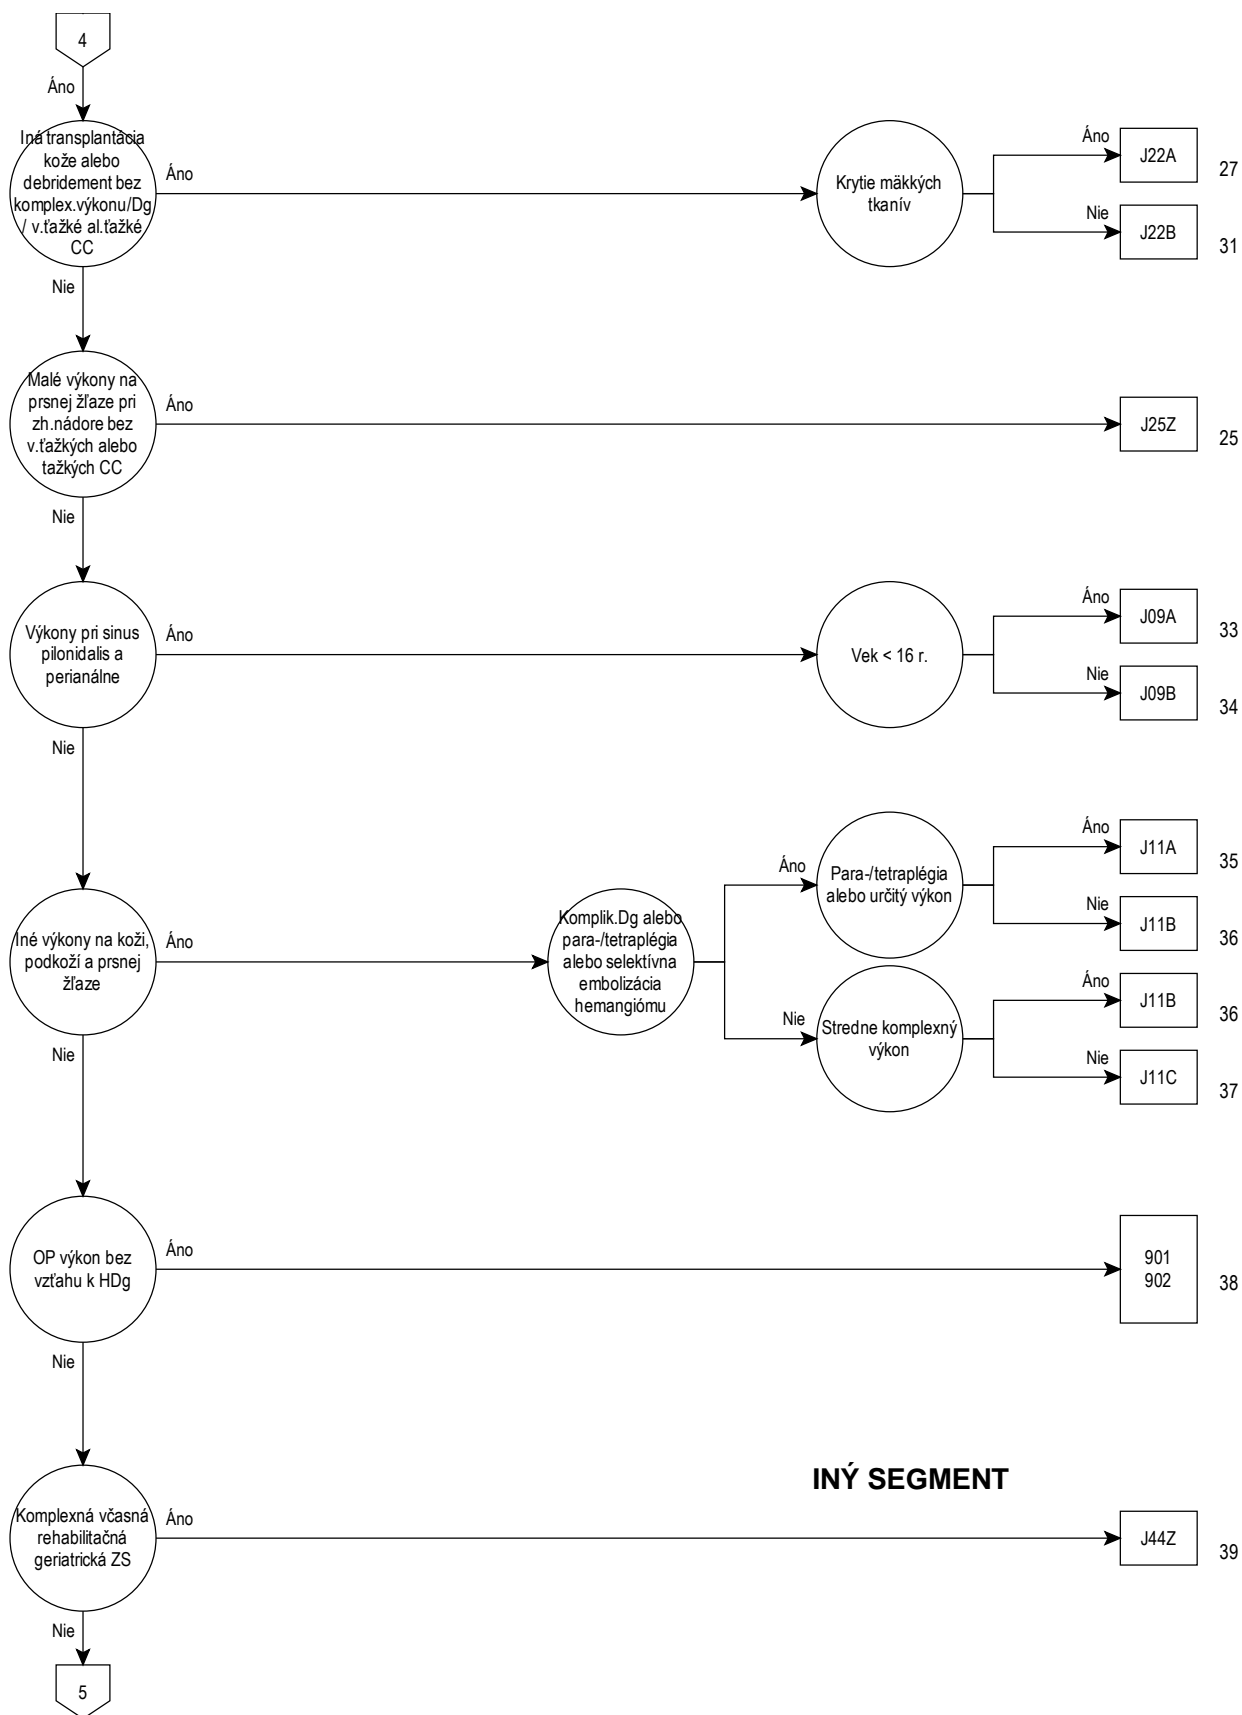 4
Áno
Iná transplantácia
kože alebo
debridement bez
komplex.výkonu/Dg
/ v.ťažké al.ťažké
CC
Áno
Krytie mäkkých
tkanív
Áno
J22A
27
Nie
J22B
31
Nie
Malé výkony na
prsnej žľaze pri
zh.nádore bez
v.ťažkých alebo
tažkých CC
Áno
J25Z
25
Nie
Výkony pri sinus
pilonidalis a
perianálne
Áno
Vek < 16 r.
Áno
J09A
33
Nie
J09B
34
Nie
Iné výkony na koži,
podkoží a prsnej
žľaze
Áno
Komplik.Dg alebo
para-/tetraplégia
alebo selektívna
embolizácia
hemangiómu
Áno
Para-/tetraplégia
alebo určitý výkon
Áno
J11A
35
Nie
J11B
36
Nie
Stredne komplexný
výkon
Áno
J11B
36
Nie
J11C
37
Nie
OP výkon bez
vzťahu k HDg
Áno
901
902
38
Nie
INÝ SEGMENT
Komplexná včasná
rehabilitačná
geriatrická ZS
Áno
J44Z
39
Nie
5